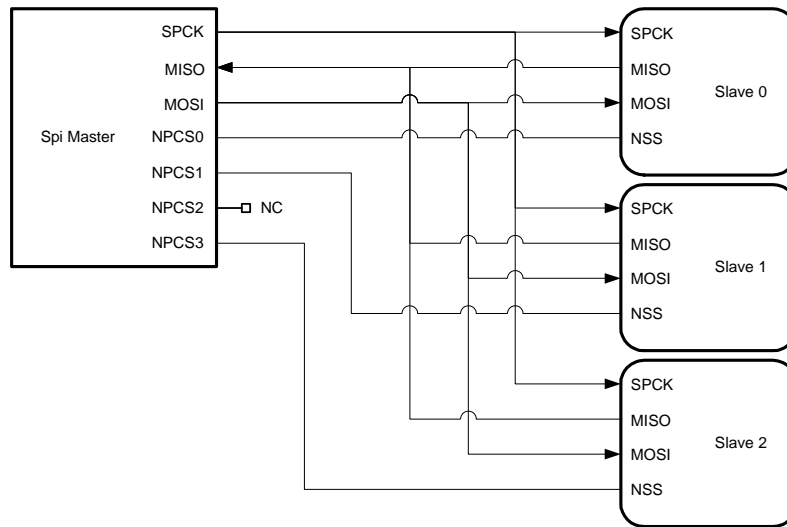 SPCK
MISO
MOSI
Spi Master
NPCS0
NPCS1
NPCS2
NC
NPCS3
SPCK
MISO
Slave 0
MOSI
NSS
SPCK
MISO
Slave 1
MOSI
NSS
SPCK
MISO
Slave 2
MOSI
NSS